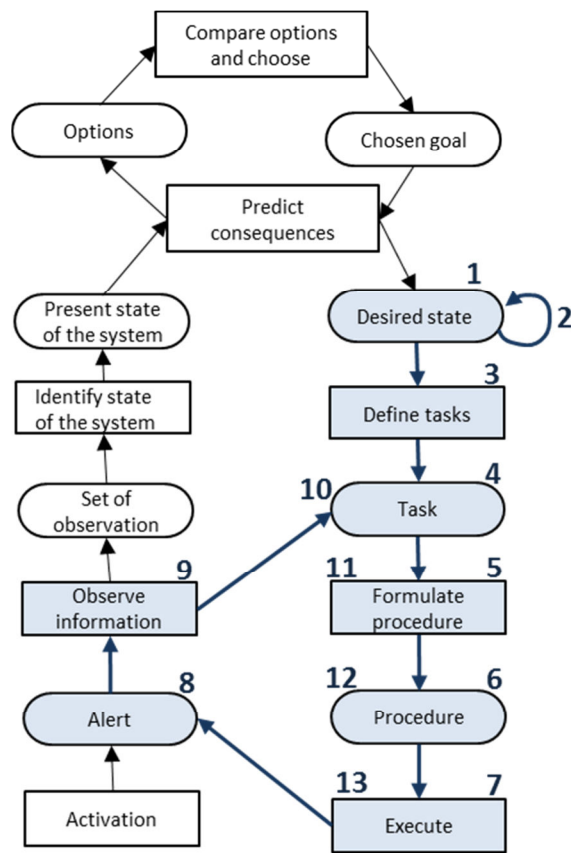 Compare options
and choose
Options
Chosen goal
Predict
consequences
1
Present state
of the system
Desired state
2
3
Identify state
of the system
Define tasks
4
10
Set of
observation
Task
9
11
5
Observe
information
Formulate
procedure
8
12
6
Alert
Procedure
13
7
Activation
Execute